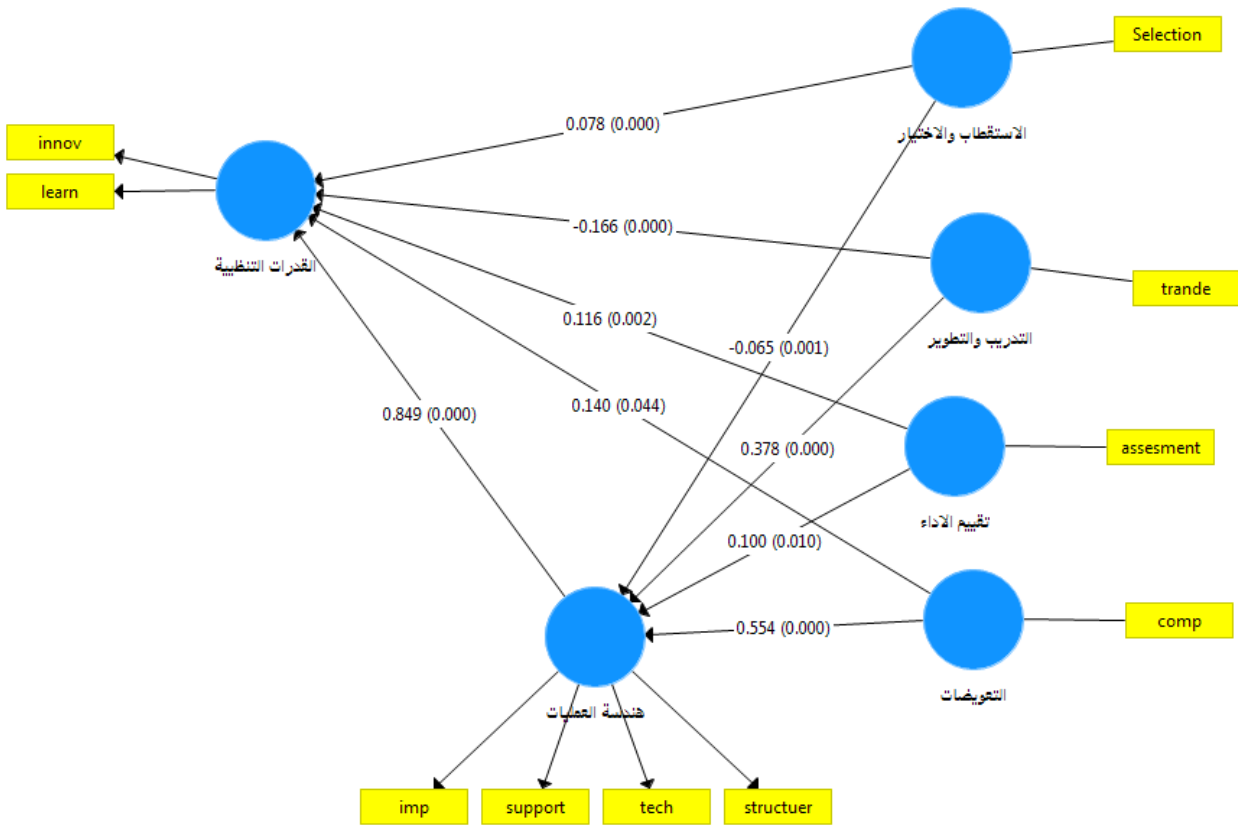 Selection
innov
learn
0.078 (0.000)
الاستقطاب والاختيار
-0.166 (0.000)
القدرات التنظيية
trande
0.116 (0.002)
-0.065 (0.001)
التدريب والتطوير
0.849 (0.000)
0.140 (0.044)
0.378 (0.000)
assesment
تقييم الاداء
0.100 (0.010)
0.554 (0.000)
comp
التعويضات
هندسة العمليات
imp
support
tech
structuer